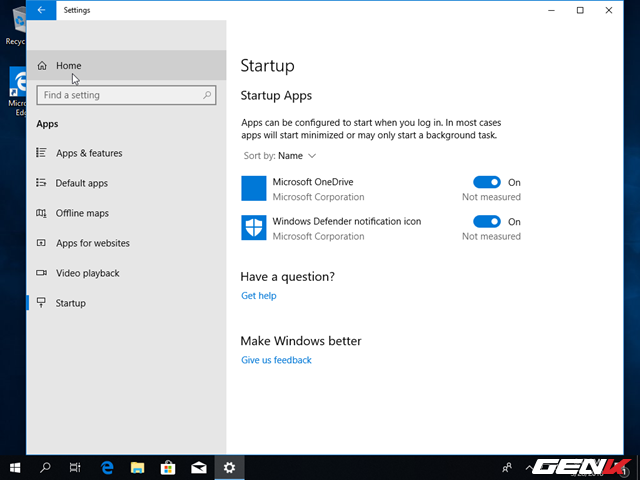 Settings
Recyc
Micros
Edg
Home
Find a setting
Apps
Apps & features
Default apps
Offline maps
Apps for websites
Video playback
Startup
Startup
Startup Apps
Apps can be configured to start when you log in. In most cases
apps will start minimized or may only start a background task.
Sort by: Name
Microsoft OneDrive
On
Microsoft Corporation
Not measured
Windows Defender notification icon
On
Microsoft Corporation
Not measured
Have a question?
Get help
Make Windows better
Give us feedback
GENK